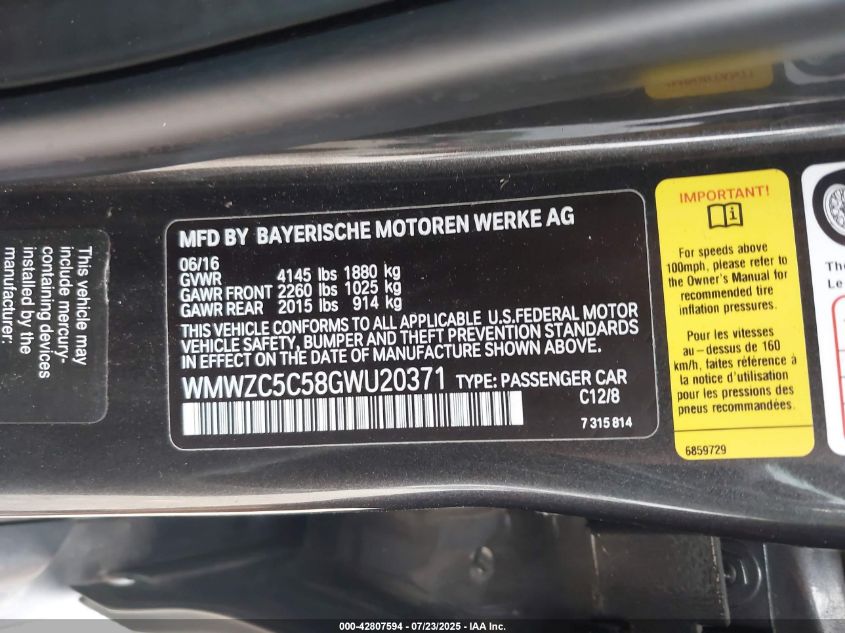 This vehicle may
include mercury-
containing devices
installed by the
manufacturer:
MFD BY BAYERISCHE MOTOREN WERKE AG
06/16
GVWR 4145 lbs 1880 kg
GAWR FRONT 2260 lbs 1025 kg
GAWR REAR 2015 lbs 914 kg
THIS VEHICLE CONFORMS TO ALL APPLICABLE U.S.FEDERAL MOTOR
VEHICLE SAFETY, BUMPER AND THEFT PREVENTION STANDARDS
IN EFFECT ON THE DATE OF MANUFACTURE SHOWN ABOVE.
WMWZC5C58GWU20371 TYPE: PASSENGER CAR
C12/8
7 315 814
IMPORTANT!
For speeds above
100mph, please refer to
the Owner's Manual for
recommended tire
inflation pressures.
Pour les vitesses
au-dessus de 160
km/h, faites référence à
la notice d'utilisation
pour les pressions des
pneus recommandées.
6859729
The
Le
000-42807594 - 07/23/2025 - IAA Inc.